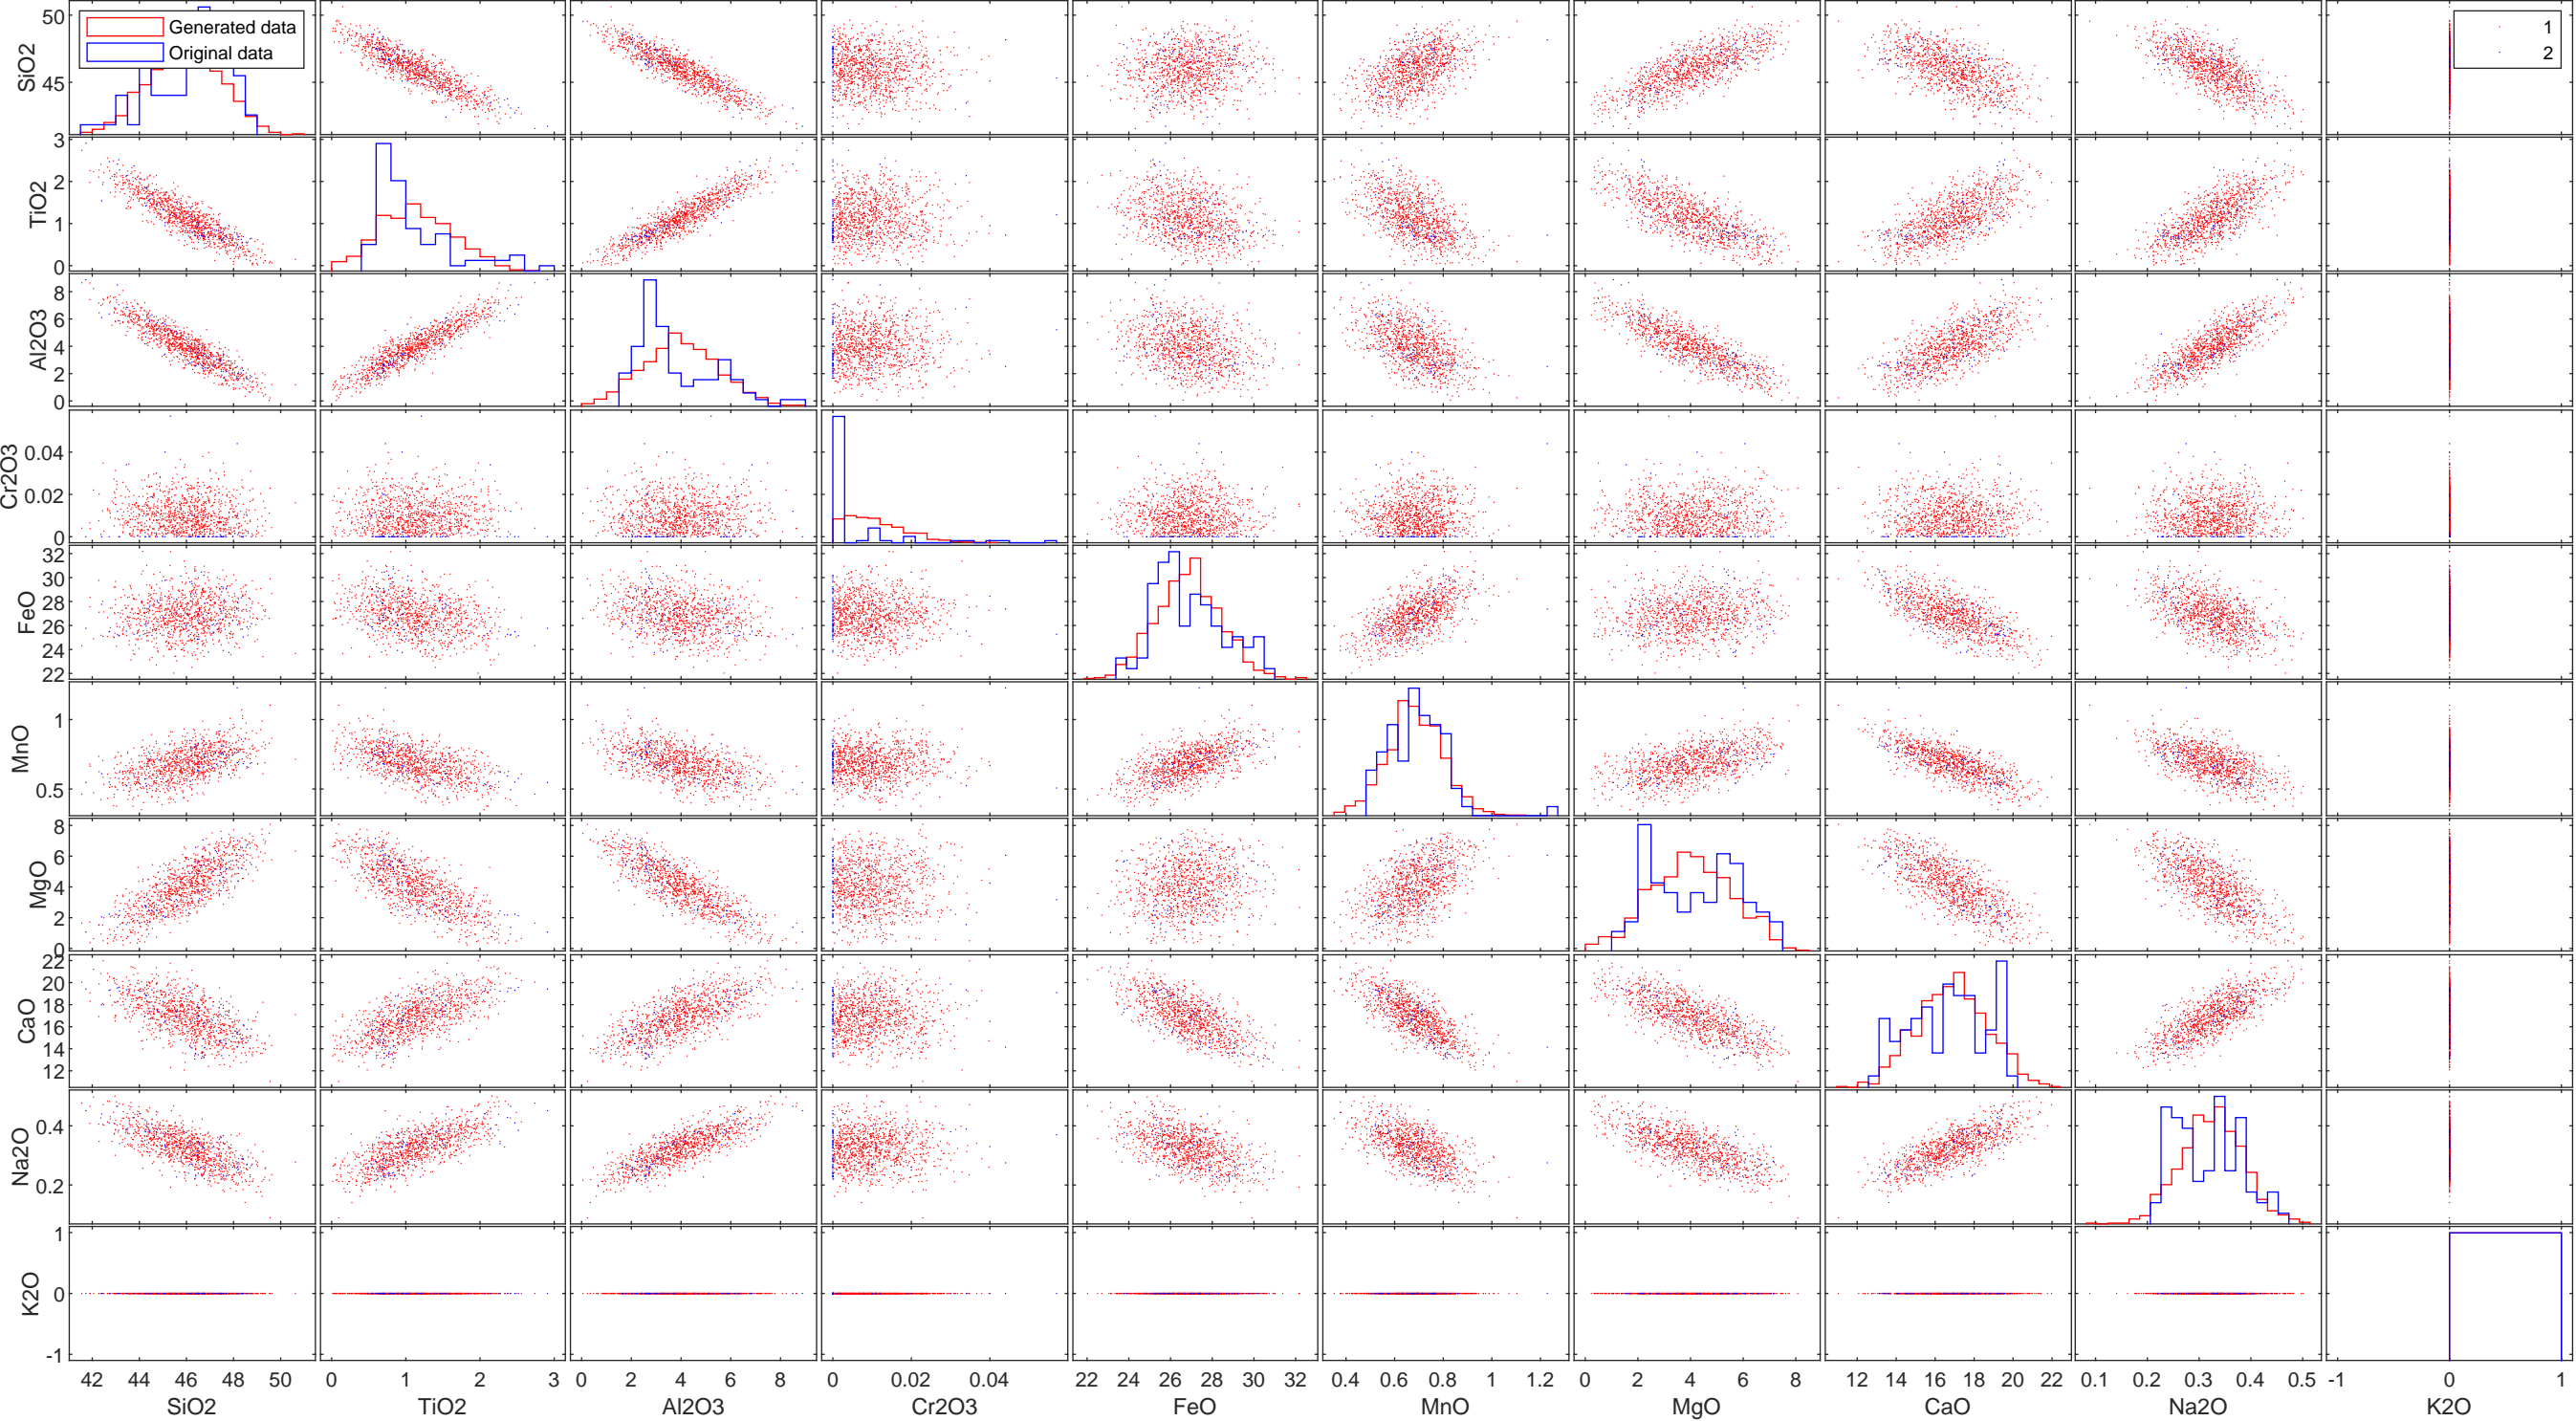 Generated data
Original data
1
2
SiO2
50
45
TiO2
3
2
1
0
Al2O3
8
6
4
2
0
Cr2O3
0.04
0.02
0
FeO
32
30
28
26
24
22
MnO
1
0.5
MgO
8
6
4
2
0
CaO
22
20
18
16
14
12
Na2O
0.4
0.2
K2O
1
0
-1
42 44 46 48 50 0 1 2 3 0 2 4 6 8 0 0.02 0.04 22 24 26 28 30 32 0.4 0.6 0.8 1 1.2 0 2 4 6 8 12 14 16 18 20 22 0.1 0.2 0.3 0.4 0.5 -1 0 1
SiO2 TiO2 Al2O3 Cr2O3 FeO MnO MgO CaO Na2O K2O